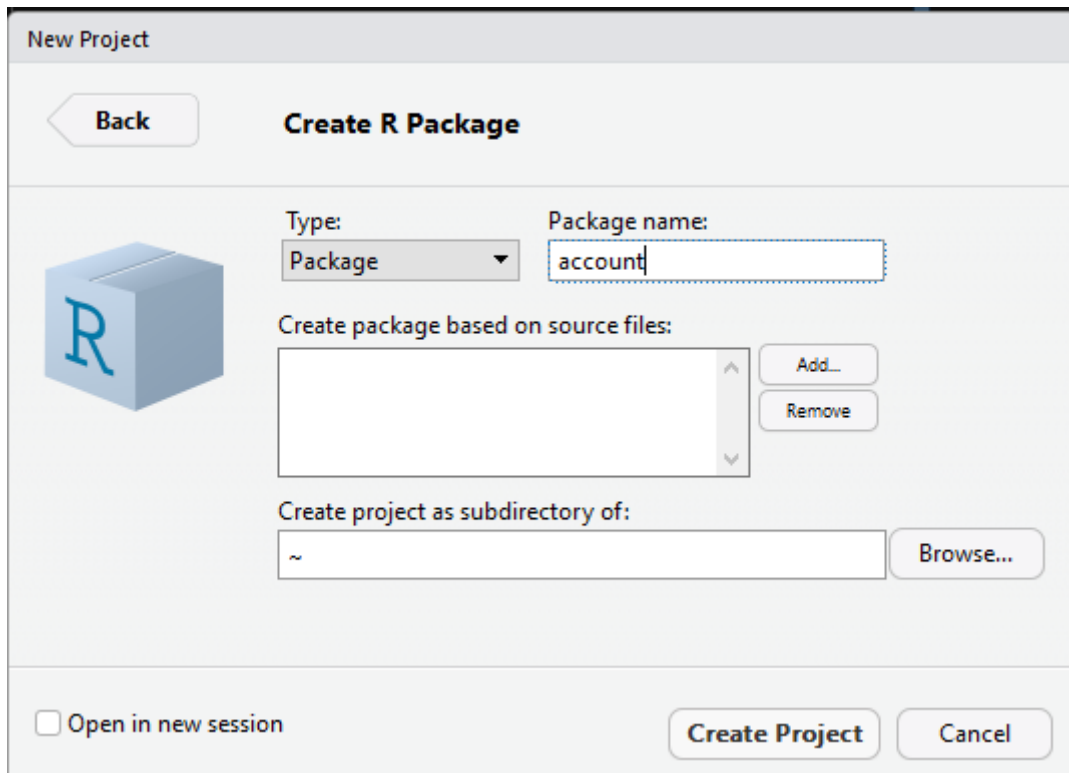 New Project
Back
Create R Package
Type:
Package name:
Package
account
R
Create package based on source files:
Add...
Remove
Create project as subdirectory of:
~
Browse...
Open in new session
Create Project
Cancel